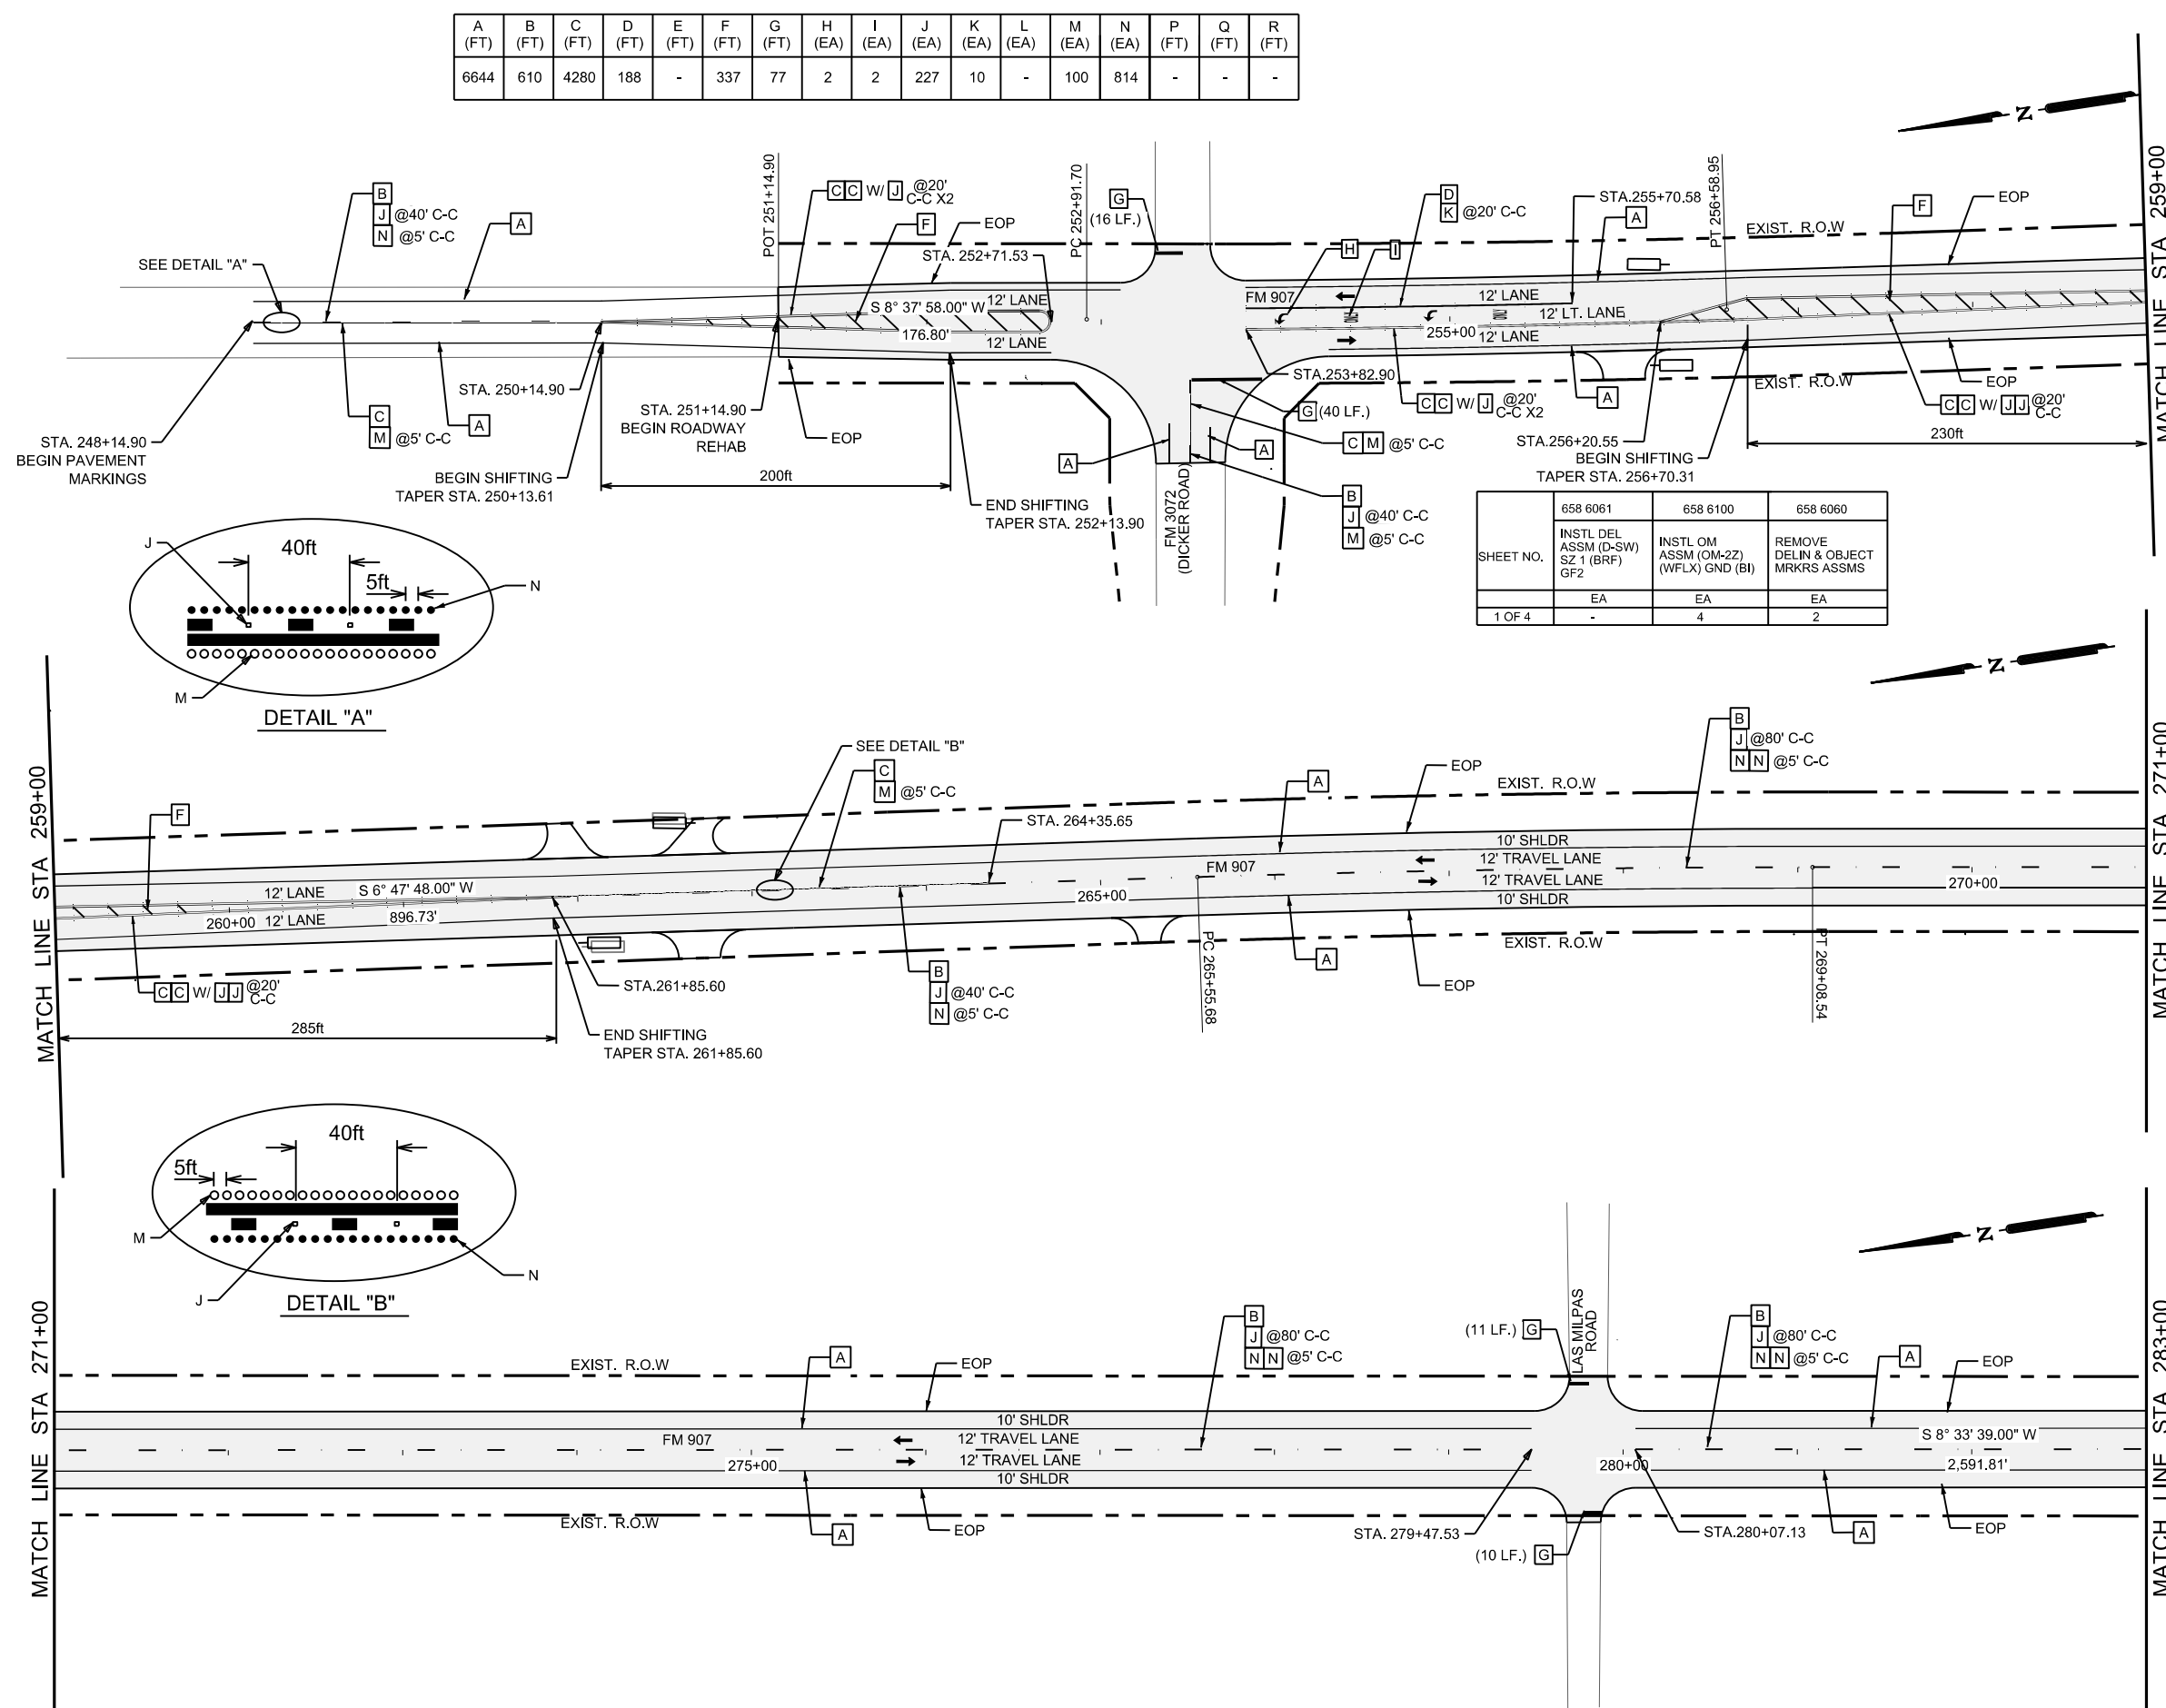 A (FT) B (FT) C (FT) D (FT) E (FT) F (FT) G (FT) H (EA) I (EA) J (EA) K (EA) L (EA) M (EA) N (EA) P (FT) Q (FT) R (FT)
6644 610 4280 188 - 337 77 2 2 227 10 - 100 814 - - -
Z
MATCH LINE STA 259+00
B
J @40' C-C
N @5' C-C
A
SEE DETAIL "A"
POT 251+14.90
C C W/ J @20' C-C X2
F
EOP
STA. 252+71.53
PC 252+91.70
G
(16 LF.)
D
K @20' C-C
STA.255+70.58
A
PT 256+58.95
F
EOP
EXIST. R.O.W
H
I
S 8° 37' 58.00" W
176.80'
12' LANE
12' LANE
FM 907
12' LANE
12' LT. LANE
255+00
12' LANE
STA. 248+14.90
BEGIN PAVEMENT
MARKINGS
C
M @5' C-C
A
STA. 250+14.90
BEGIN SHIFTING
TAPER STA. 250+13.61
STA. 251+14.90
BEGIN ROADWAY
REHAB
EOP
200ft
END SHIFTING
TAPER STA. 252+13.90
STA.253+82.90
G (40 LF.)
C M @5' C-C
A
A
B
J @40' C-C
M @5' C-C
FM 3072
(DICKER ROAD)
C C W/ J @20' C-C X2
A
STA.256+20.55
BEGIN SHIFTING
TAPER STA. 256+70.31
EXIST. R.O.W
EOP
C C W/ J J @20' C-C
230ft
SHEET NO.
658 6061
658 6100
658 6060
INSTL DEL
ASSM (D-SW)
SZ 1 (BRF)
GF2
INSTL OM
ASSM (OM-2Z)
(WFLX) GND (BI)
REMOVE
DELIN & OBJECT
MRKRS ASSMS
EA EA EA
1 OF 4 - 4 2
J
40ft
5ft
N
M
DETAIL "A"
Z
MATCH LINE STA 259+00
MATCH LINE STA 271+00
F
SEE DETAIL "B"
C
M @5' C-C
STA. 264+35.65
A
EOP
EXIST. R.O.W
B
J @80' C-C
N N @5' C-C
12' LANE
S 6° 47' 48.00" W
260+00
12' LANE
896.73'
265+00
FM 907
10' SHLDR
12' TRAVEL LANE
12' TRAVEL LANE
10' SHLDR
270+00
C C W/ J J @20' C-C
285ft
STA.261+85.60
END SHIFTING
TAPER STA. 261+85.60
B
J @40' C-C
N @5' C-C
PC 265+55.68
A
EOP
EXIST. R.O.W
PT 269+08.54
40ft
5ft
M
J
N
DETAIL "B"
Z
MATCH LINE STA 271+00
MATCH LINE STA 283+00
EXIST. R.O.W
A
EOP
B
J @80' C-C
N N @5' C-C
(11 LF.) G
LAS MILPAS
ROAD
B
J @80' C-C
N N @5' C-C
A
EOP
FM 907
275+00
10' SHLDR
12' TRAVEL LANE
12' TRAVEL LANE
10' SHLDR
280+00
S 8° 33' 39.00" W
2,591.81'
EXIST. R.O.W
A
EOP
STA. 279+47.53
(10 LF.) G
STA.280+07.13
A
EOP